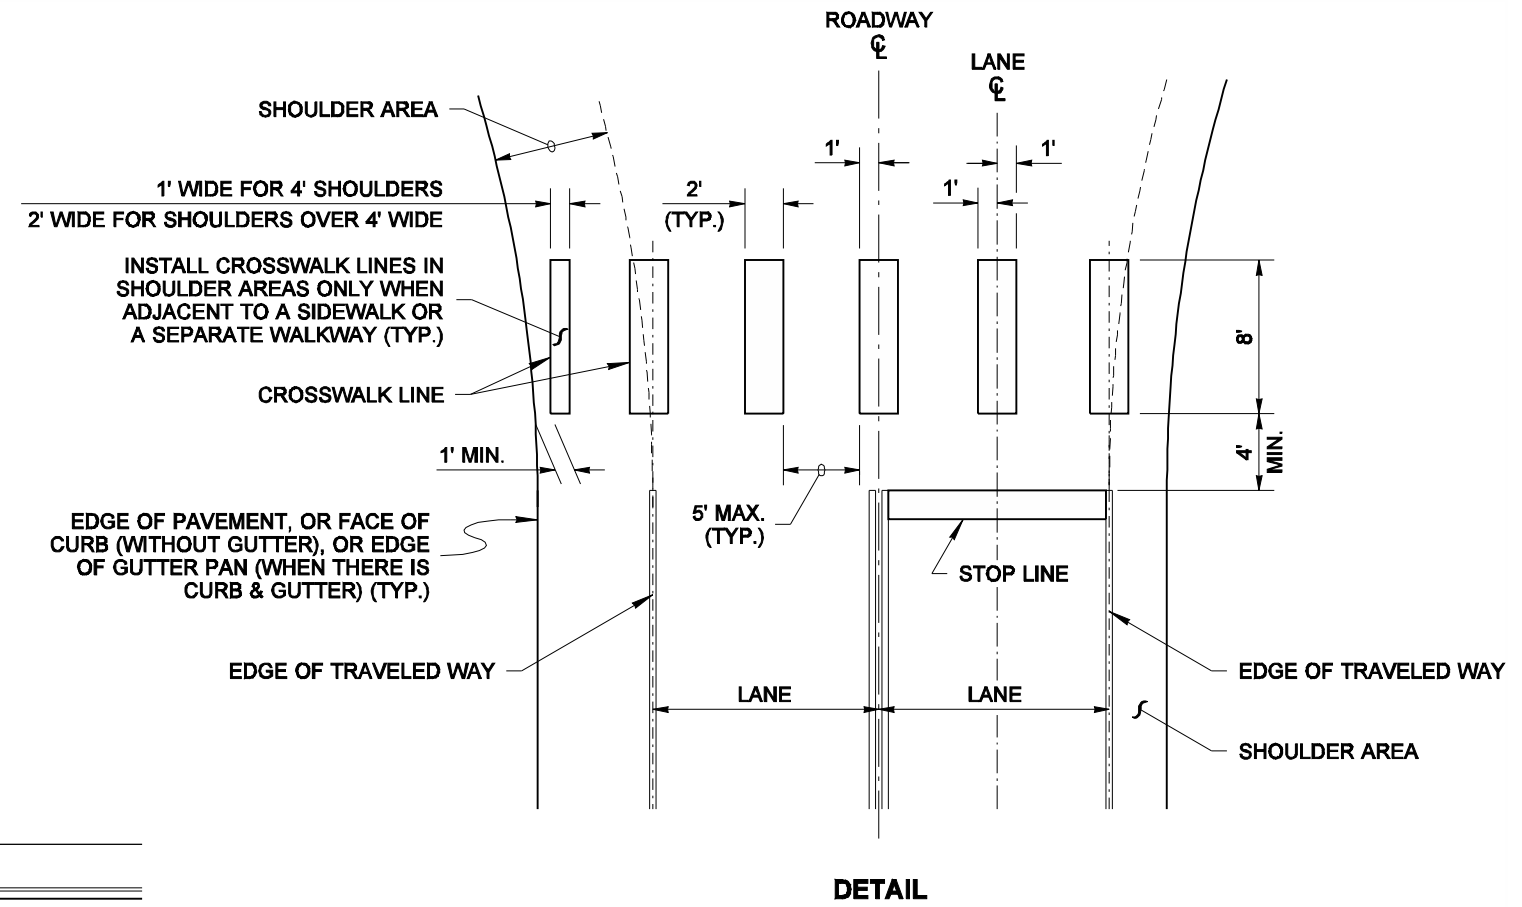 ROADWAY
℄
LANE
℄
SHOULDER AREA
1'
1'
1' WIDE FOR 4' SHOULDERS
2' WIDE FOR SHOULDERS OVER 4' WIDE
2'
(TYP.)
1'
INSTALL CROSSWALK LINES IN
SHOULDER AREAS ONLY WHEN
ADJACENT TO A SIDEWALK OR
A SEPARATE WALKWAY (TYP.)
8'
CROSSWALK LINE
1' MIN.
4'
MIN.
5' MAX.
(TYP.)
EDGE OF PAVEMENT, OR FACE OF
CURB (WITHOUT GUTTER), OR EDGE
OF GUTTER PAN (WHEN THERE IS
CURB & GUTTER) (TYP.)
STOP LINE
EDGE OF TRAVELED WAY
EDGE OF TRAVELED WAY
LANE
LANE
SHOULDER AREA
DETAIL